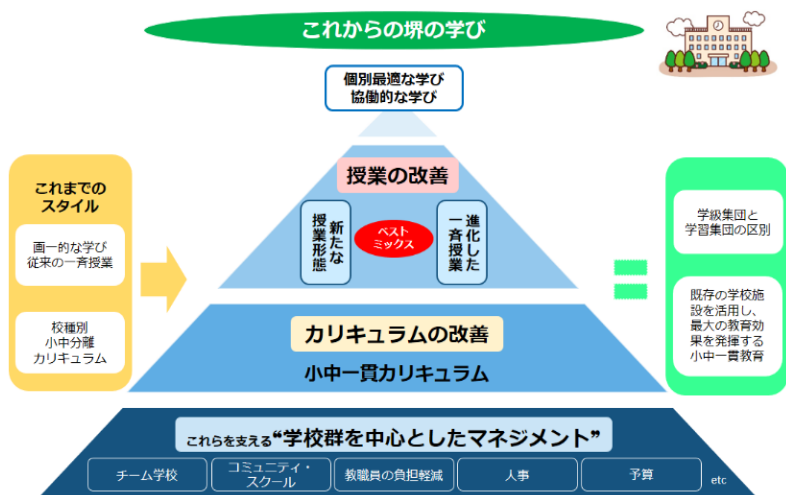 これからの堺の学び
個別最適な学び
協働的な学び
これまでの
スタイル
画一的な学び
従来の一斉授業
校種別
小中分離
カリキュラム
授業の改善
新たな
授業形態
ベスト
ミックス
進化した
一斉授業
カリキュラムの改善
小中一貫カリキュラム
これらを支える“学校群を中心としたマネジメント”
チーム学校
コミュニティ・
スクール
教職員の負担軽減
人事
予算
etc
学級集団と
学習集団の区別
既存の学校施
設を活用し、
最大の教育効
果を発揮する
小中一貫教育